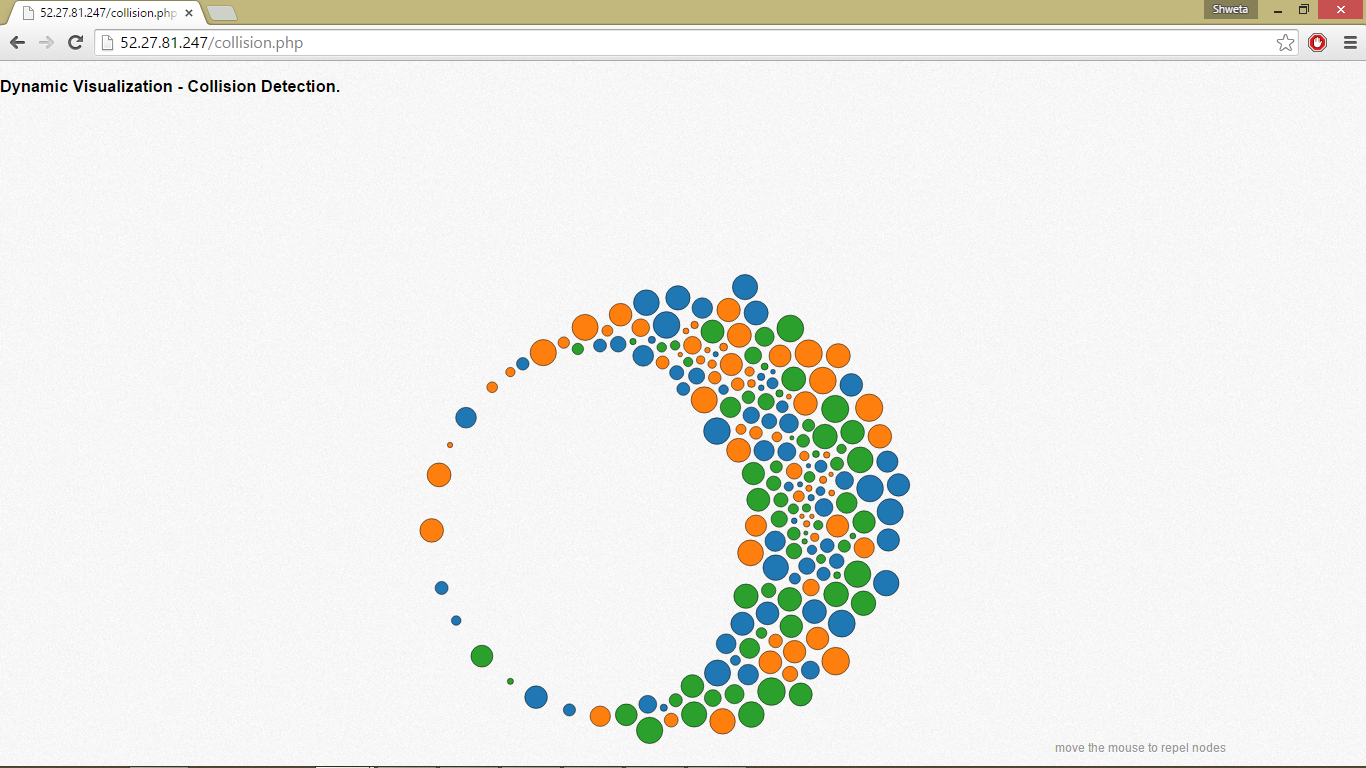 52.27.81.247/collision.php
Shweta
52.27.81.247/collision.php
Dynamic Visualization - Collision Detection.
move the mouse to repel nodes